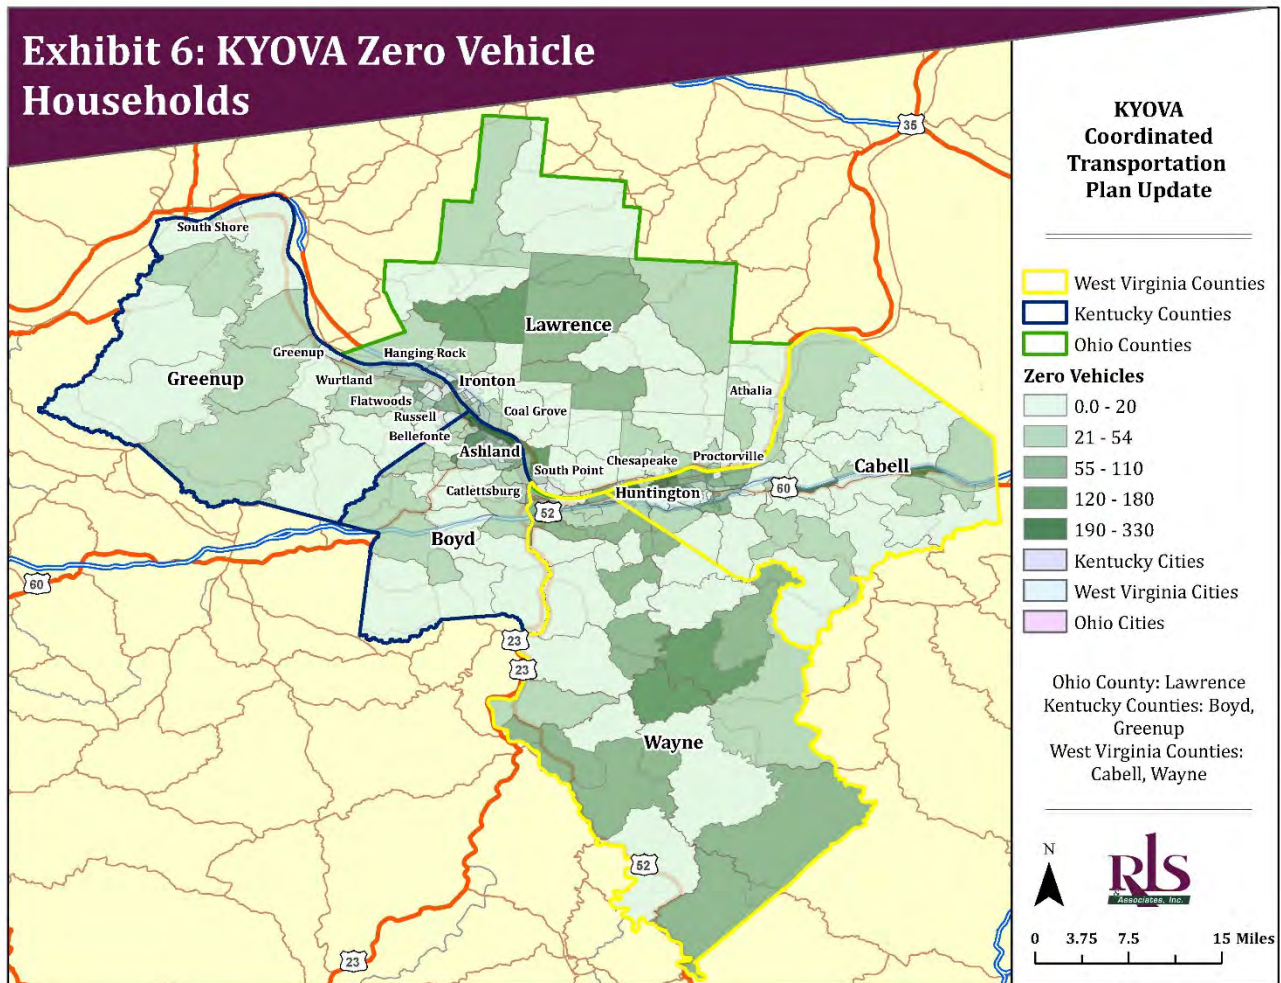 Exhibit 6: KYOVA Zero Vehicle
Households
35
South Shore
Lawrence
Greenup
Hanging Rock
Greenup
Wurtland
Ironton
Athalia
Flatwoods
Russell
Coal Grove
Bellefonte
Ashland
Chesapeake
Proctorville
Cabell
South Point
Catlettsburg
Huntington
60
52
Boyd
60
23
23
Wayne
52
23
KYOVA
Coordinated
Transportation
Plan Update
West Virginia Counties
Kentucky Counties
Ohio Counties
Zero Vehicles
0.0 - 20
21 - 54
55 - 110
120 - 180
190 - 330
Kentucky Cities
West Virginia Cities
Ohio Cities
Ohio County: Lawrence
Kentucky Counties: Boyd,
Greenup
West Virginia Counties:
Cabell, Wayne
N
RLS
& Associates, Inc.
0 3.75 7.5 15 Miles